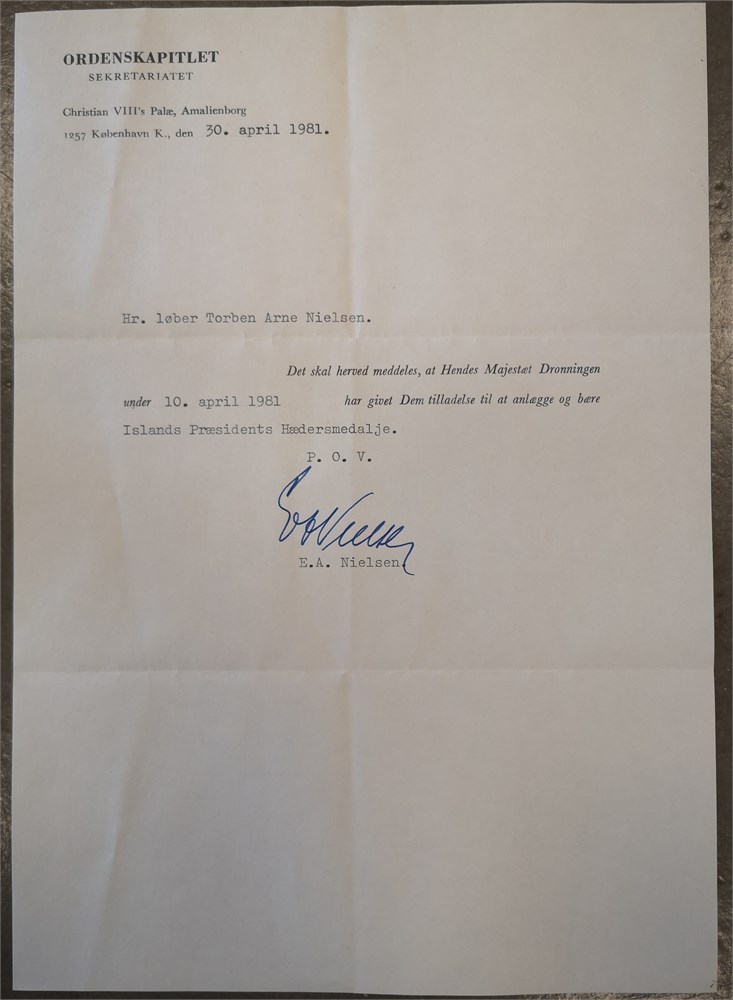 ORDENSKAPITLET
SEKRETARIATET
Christian VIII's Palæ, Amalienborg
1257 København K., den 30. april 1981.
Hr. løber Torben Arne Nielsen.
Det skal herved meddeles, at Hendes Majestæt Dronningen
under 10. april 1981 har givet Dem tilladelse til at anlægge og bære
Islands Præsidents Hædersmedalje.
P. O. V.
E.A. Nielsen.